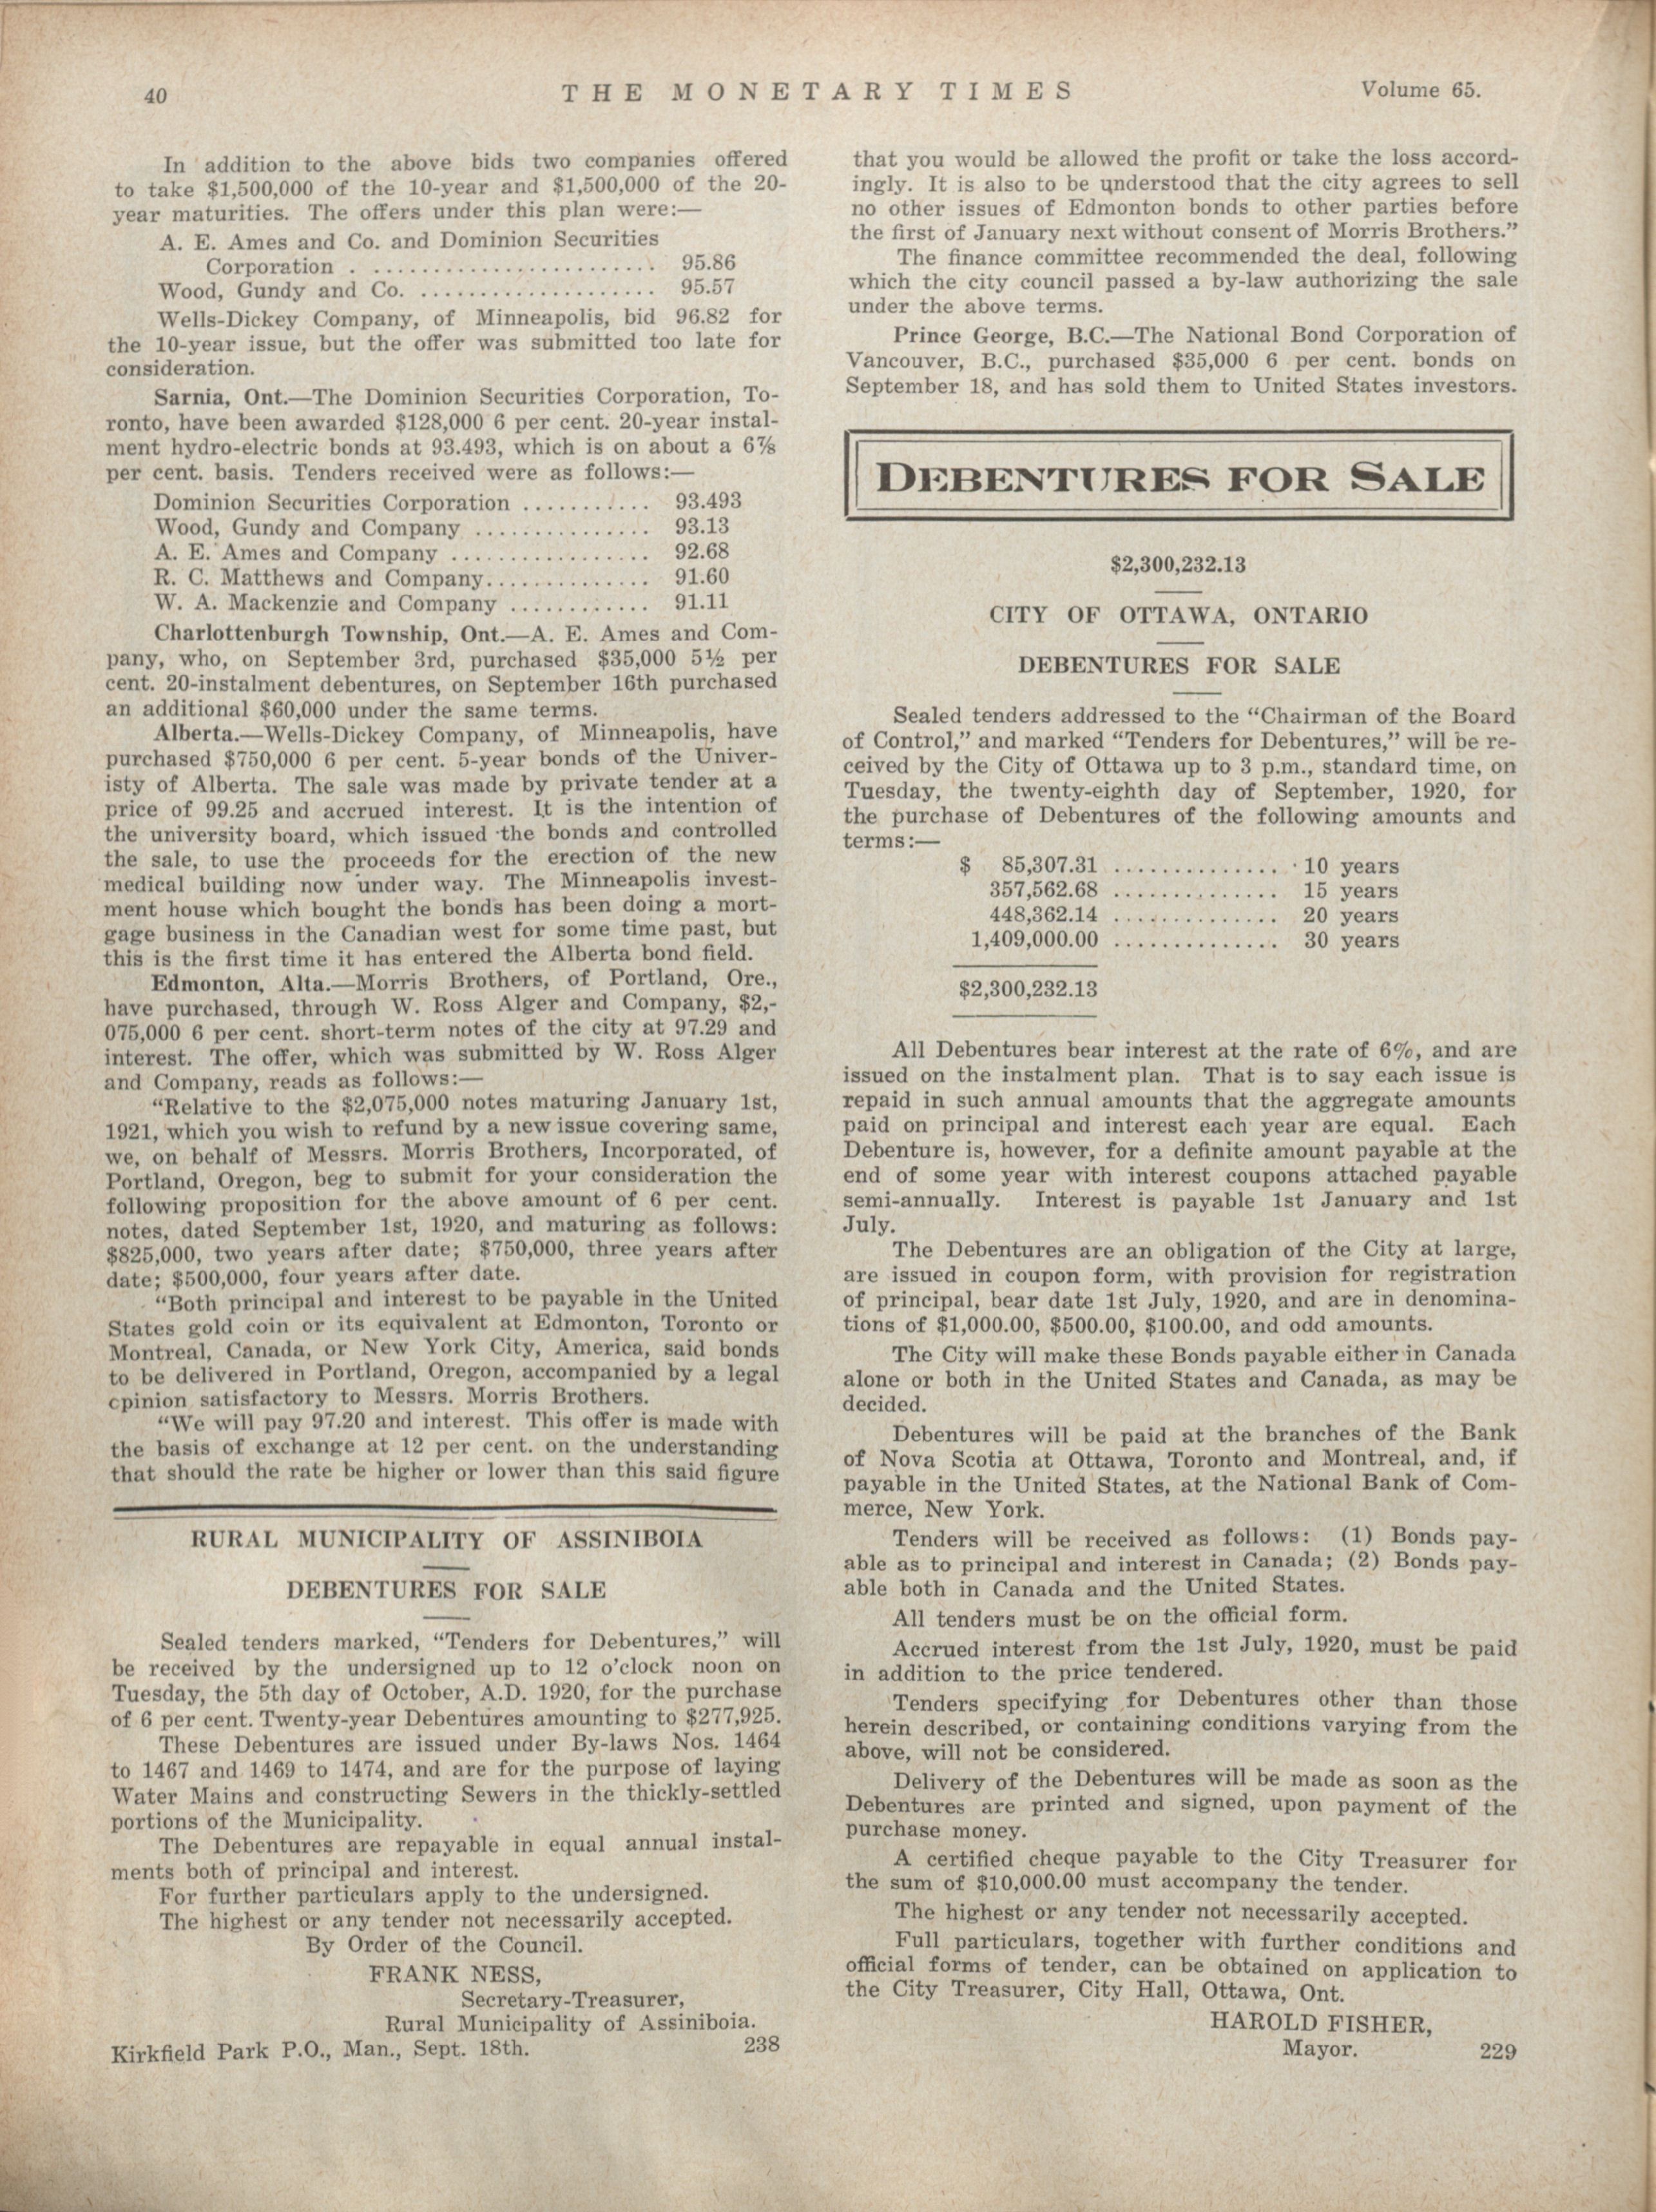 40
THE MONETARY TIMES
Volume 65.
In addition to the above bids two companies offered
to take $1,500,000 of the 10-year and $1,500,000 of the 20-
year maturities. The offers under this plan were:—
A. E. Ames and Co. and Dominion Securities
Corporation . ........................ 95.86
Wood, Gundy and Co. .................... 95.57
Wells-Dickey Company, of Minneapolis, bid 96.82 for
the 10-year issue, but the offer was submitted too late for
consideration.
Sarnia, Ont.—The Dominion Securities Corporation, To-
ronto, have been awarded $128,000 6 per cent. 20-year instal-
ment hydro-electric bonds at 93.493, which is on about a 6⅞
per cent. basis. Tenders received were as follows:—
Dominion Securities Corporation ........... 93.493
Wood, Gundy and Company ............... 93.13
A. E. Ames and Company ................. 92.68
R. C. Matthews and Company.............. 91.60
W. A. Mackenzie and Company ............ 91.11
Charlottenburgh Township, Ont.—A. E. Ames and Com-
pany, who, on September 3rd, purchased $35,000 5½ per
cent. 20-instalment debentures, on September 16th purchased
an additional $60,000 under the same terms.
Alberta.—Wells-Dickey Company, of Minneapolis, have
purchased $750,000 6 per cent. 5-year bonds of the Univer-
isty of Alberta. The sale was made by private tender at a
price of 99.25 and accrued interest. It is the intention of
the university board, which issued the bonds and controlled
the sale, to use the proceeds for the erection of the new
medical building now under way. The Minneapolis invest-
ment house which bought the bonds has been doing a mort-
gage business in the Canadian west for some time past, but
this is the first time it has entered the Alberta bond field.
Edmonton, Alta.—Morris Brothers, of Portland, Ore.,
have purchased, through W. Ross Alger and Company, $2,-
075,000 6 per cent. short-term notes of the city at 97.29 and
interest. The offer, which was submitted by W. Ross Alger
and Company, reads as follows:—
"Relative to the $2,075,000 notes maturing January 1st,
1921, which you wish to refund by a new issue covering same,
we, on behalf of Messrs. Morris Brothers, Incorporated, of
Portland, Oregon, beg to submit for your consideration the
following proposition for the above amount of 6 per cent.
notes, dated September 1st, 1920, and maturing as follows:
$825,000, two years after date; $750,000, three years after
date; $500,000, four years after date.
"Both principal and interest to be payable in the United
States gold coin or its equivalent at Edmonton, Toronto or
Montreal, Canada, or New York City, America, said bonds
to be delivered in Portland, Oregon, accompanied by a legal
opinion satisfactory to Messrs. Morris Brothers.
"We will pay 97.20 and interest. This offer is made with
the basis of exchange at 12 per cent. on the understanding
that should the rate be higher or lower than this said figure
RURAL MUNICIPALITY OF ASSINIBOIA
DEBENTURES FOR SALE
Sealed tenders marked, "Tenders for Debentures," will
be received by the undersigned up to 12 o'clock noon on
Tuesday, the 5th day of October, A.D. 1920, for the purchase
of 6 per cent. Twenty-year Debentures amounting to $277,925.
These Debentures are issued under By-laws Nos. 1464
to 1467 and 1469 to 1474, and are for the purpose of laying
Water Mains and constructing Sewers in the thickly-settled
portions of the Municipality.
The Debentures are repayable in equal annual instal-
ments both of principal and interest.
For further particulars apply to the undersigned.
The highest or any tender not necessarily accepted.
By Order of the Council.
FRANK NESS,
Secretary-Treasurer,
Rural Municipality of Assiniboia.
Kirkfield Park P.O., Man., Sept. 18th. 238
that you would be allowed the profit or take the loss accord-
ingly. It is also to be understood that the city agrees to sell
no other issues of Edmonton bonds to other parties before
the first of January next without consent of Morris Brothers."
The finance committee recommended the deal, following
which the city council passed a by-law authorizing the sale
under the above terms.
Prince George, B.C.—The National Bond Corporation of
Vancouver, B.C., purchased $35,000 6 per cent. bonds on
September 18, and has sold them to United States investors.
DEBENTURES FOR SALE
$2,300,232.13
CITY OF OTTAWA, ONTARIO
DEBENTURES FOR SALE
Sealed tenders addressed to the "Chairman of the Board
of Control," and marked "Tenders for Debentures," will be re-
ceived by the City of Ottawa up to 3 p.m., standard time, on
Tuesday, the twenty-eighth day of September, 1920, for
the purchase of Debentures of the following amounts and
terms:—
$ 85,307.31 .............. 10 years
357,562.68 .............. 15 years
448,362.14 .............. 20 years
1,409,000.00 .............. 30 years
$2,300,232.13
All Debentures bear interest at the rate of 6%, and are
issued on the instalment plan. That is to say each issue is
repaid in such annual amounts that the aggregate amounts
paid on principal and interest each year are equal. Each
Debenture is, however, for a definite amount payable at the
end of some year with interest coupons attached payable
semi-annually. Interest is payable 1st January and 1st
July.
The Debentures are an obligation of the City at large,
are issued in coupon form, with provision for registration
of principal, bear date 1st July, 1920, and are in denomina-
tions of $1,000.00, $500.00, $100.00, and odd amounts.
The City will make these Bonds payable either in Canada
alone or both in the United States and Canada, as may be
decided.
Debentures will be paid at the branches of the Bank
of Nova Scotia at Ottawa, Toronto and Montreal, and, if
payable in the United States, at the National Bank of Com-
merce, New York.
Tenders will be received as follows: (1) Bonds pay-
able as to principal and interest in Canada; (2) Bonds pay-
able both in Canada and the United States.
All tenders must be on the official form.
Accrued interest from the 1st July, 1920, must be paid
in addition to the price tendered.
Tenders specifying for Debentures other than those
herein described, or containing conditions varying from the
above, will not be considered.
Delivery of the Debentures will be made as soon as the
Debentures are printed and signed, upon payment of the
purchase money.
A certified cheque payable to the City Treasurer for
the sum of $10,000.00 must accompany the tender.
The highest or any tender not necessarily accepted.
Full particulars, together with further conditions and
official forms of tender, can be obtained on application to
the City Treasurer, City Hall, Ottawa, Ont.
HAROLD FISHER,
Mayor. 229